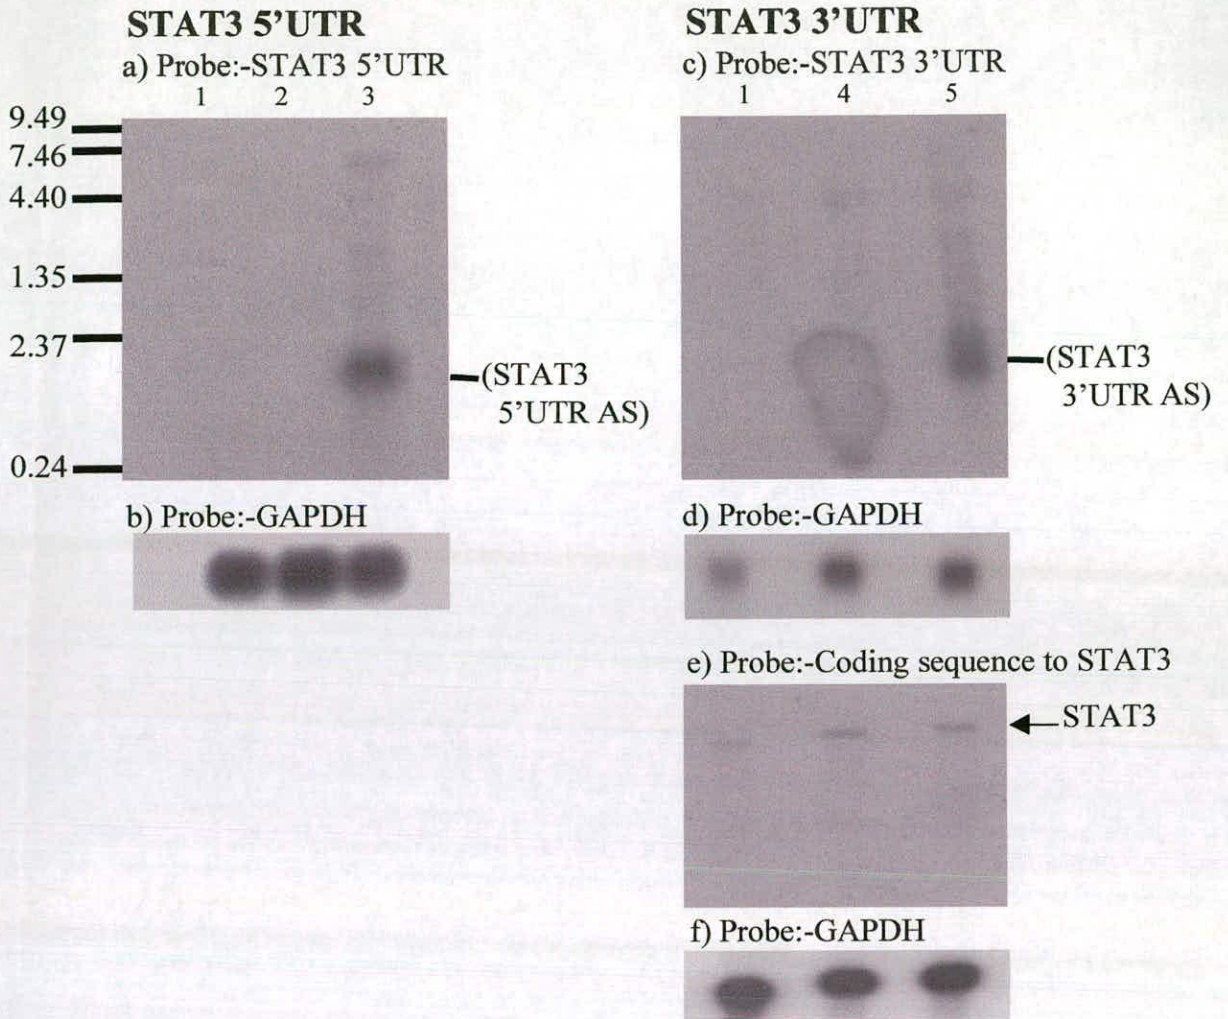 STAT3 5’UTR
a) Probe:-STAT3 5’UTR
1 2 3
9.49
7.46
4.40
1.35
2.37
0.24
(STAT3
5’UTR AS)
b) Probe:-GAPDH
STAT3 3’UTR
c) Probe:-STAT3 3’UTR
1 4 5
(STAT3
3’UTR AS)
d) Probe:-GAPDH
e) Probe:-Coding sequence to STAT3
STAT3
f) Probe:-GAPDH